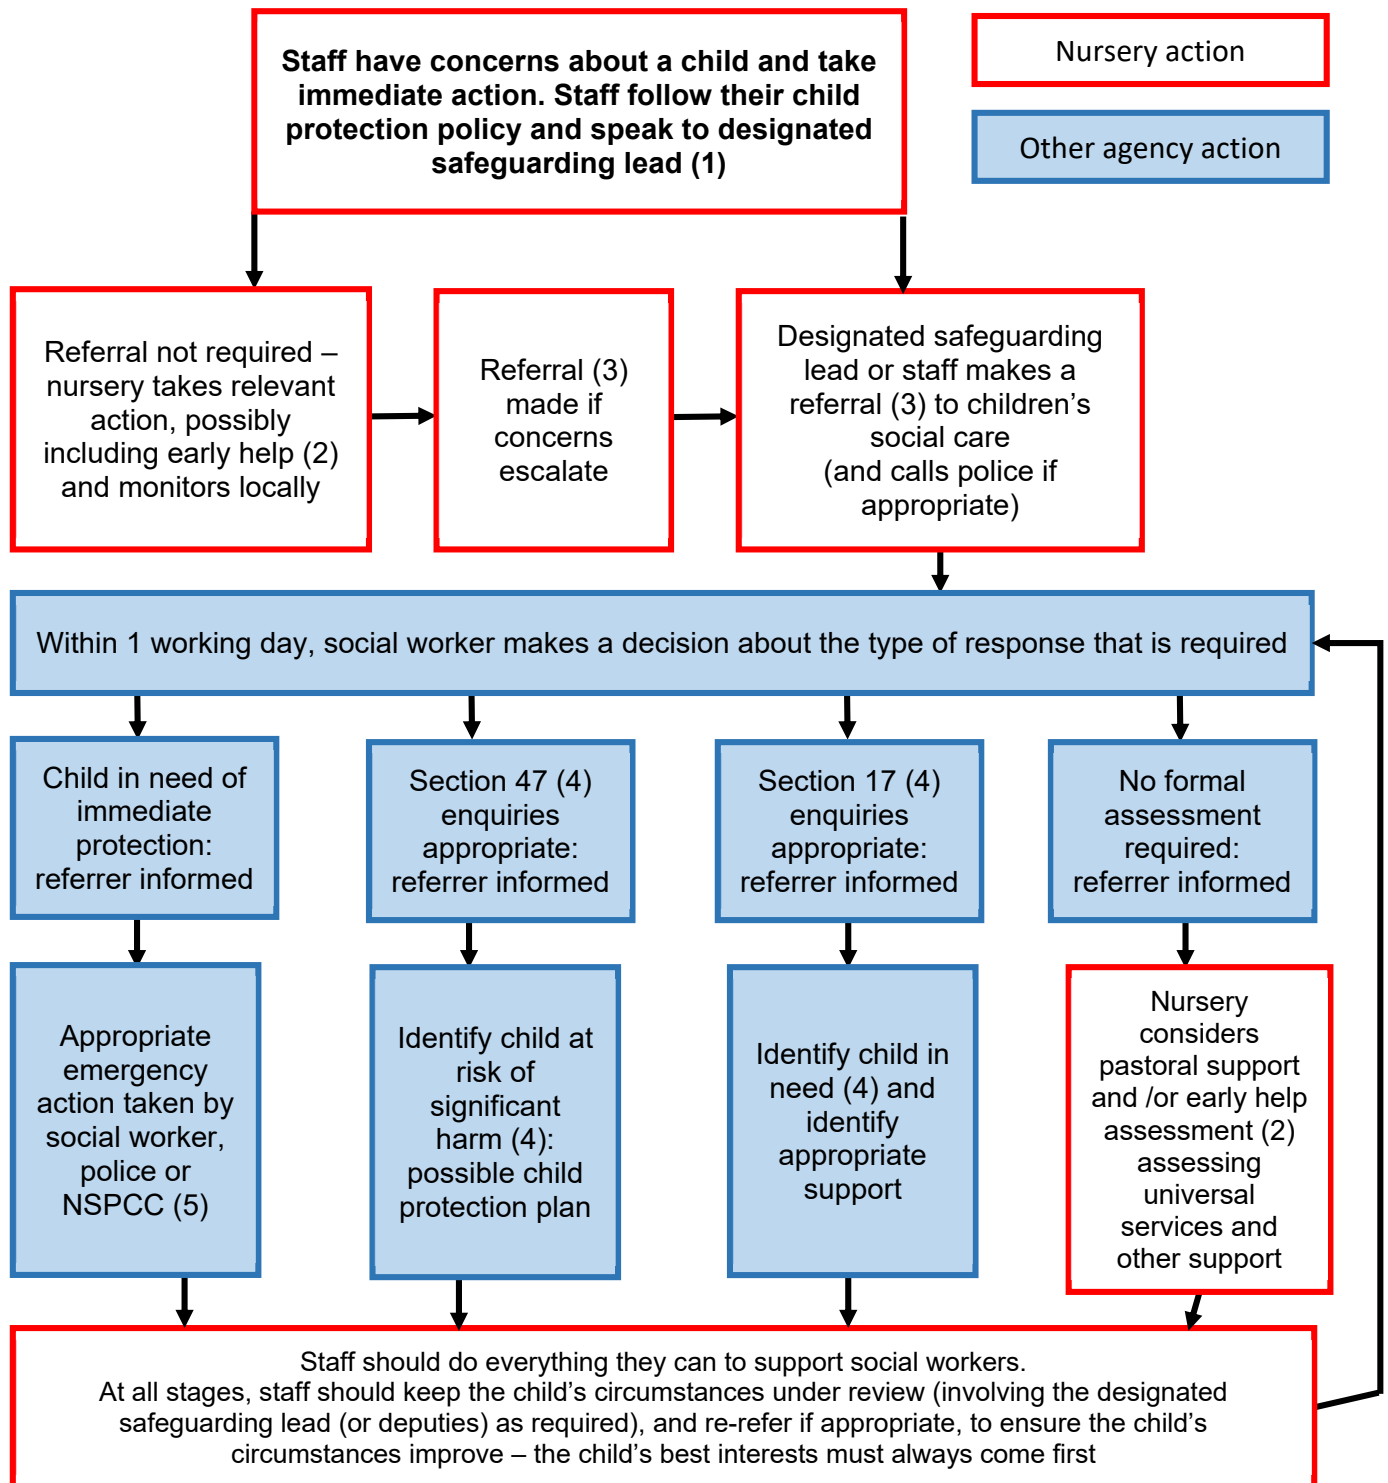 Staff have concerns about a child and take
immediate action. Staff follow their child
protection policy and speak to designated
safeguarding lead (1)
Nursery action
Other agency action
Referral not required –
nursery takes relevant
action, possibly
including early help (2)
and monitors locally
Referral (3)
made if
concerns
escalate
Designated safeguarding
lead or staff makes a
referral (3) to children’s
social care
(and calls police if
appropriate)
Within 1 working day, social worker makes a decision about the type of response that is required
Child in need of
immediate
protection:
referrer informed
Section 47 (4)
enquiries
appropriate:
referrer informed
Section 17 (4)
enquiries
appropriate:
referrer informed
No formal
assessment
required:
referrer informed
Appropriate
emergency
action taken by
social worker,
police or
NSPCC (5)
Identify child at
risk of
significant
harm (4):
possible child
protection plan
Identify child in
need (4) and
identify
appropriate
support
Nursery
considers
pastoral support
and /or early help
assessment (2)
assessing
universal
services and
other support
Staff should do everything they can to support social workers.
At all stages, staff should keep the child’s circumstances under review (involving the designated
safeguarding lead (or deputies) as required), and re-refer if appropriate, to ensure the child’s
circumstances improve – the child’s best interests must always come first